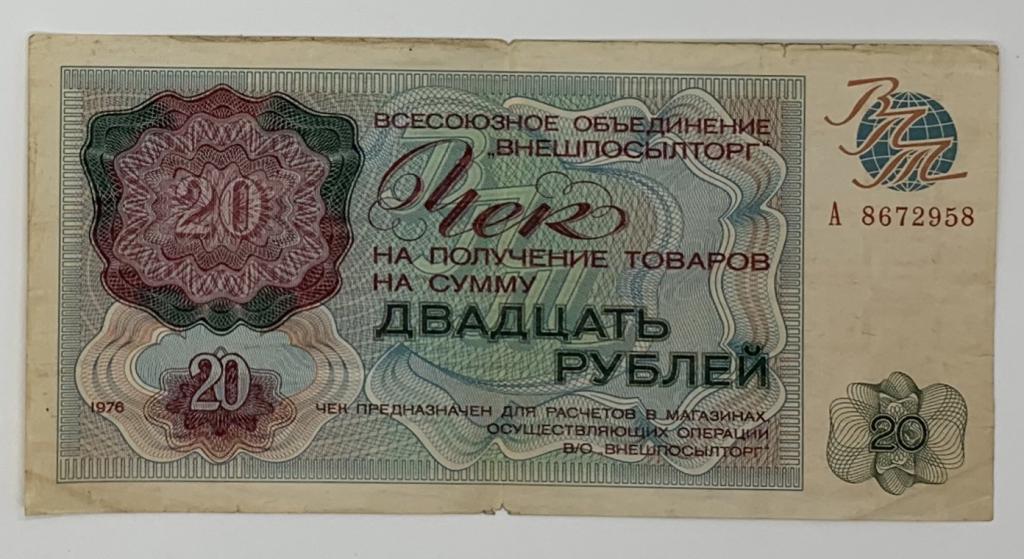 ВСЕСОЮЗНОЕ ОБЪЕДИНЕНИЕ
„ВНЕШПОСЫЛТОРГ"
Чек
НА ПОЛУЧЕНИЕ ТОВАРОВ
НА СУММУ
ДВАДЦАТЬ
РУБЛЕЙ
ЧЕК ПРЕДНАЗНАЧЕН ДЛЯ РАСЧЕТОВ В МАГАЗИНАХ,
ОСУЩЕСТВЛЯЮЩИХ ОПЕРАЦИИ
В/О „ВНЕШПОСЫЛТОРГ"
20
20
1976
ВПТ
ВПТ
А 8672958
20